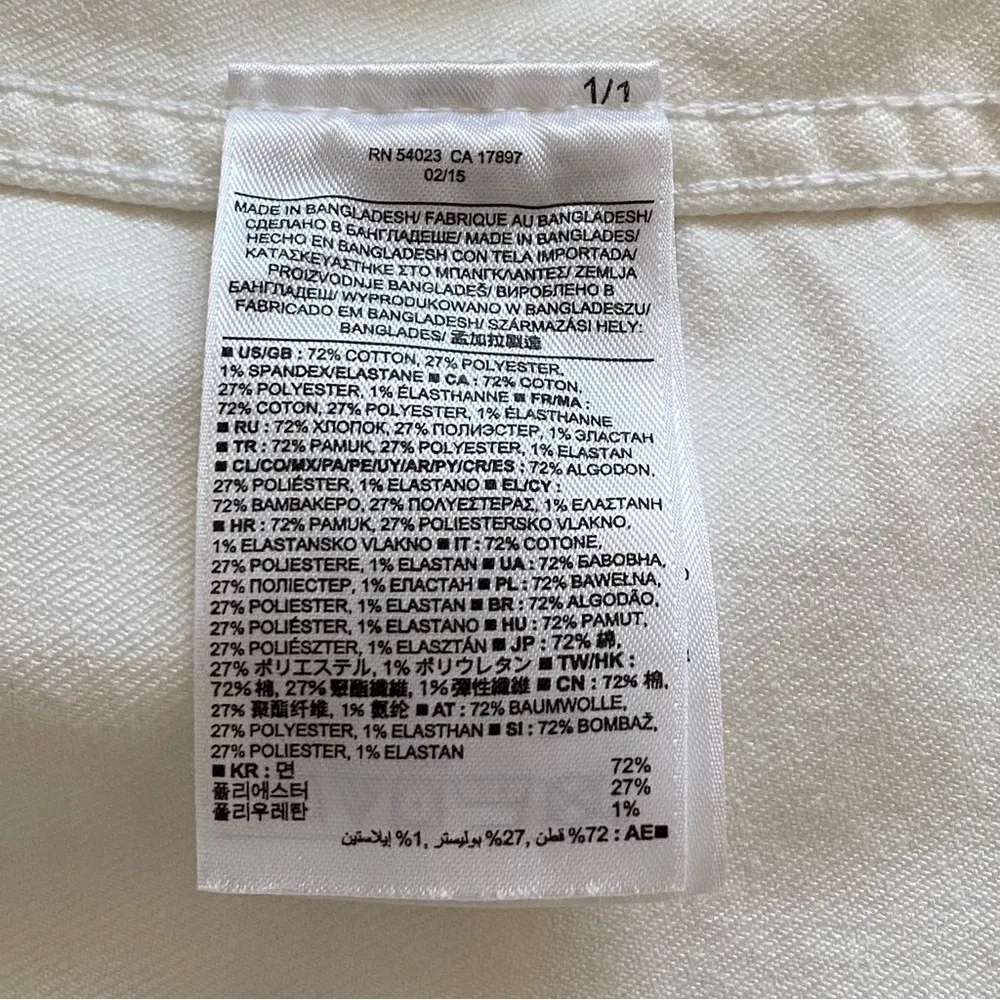 1/1
RN 54023 CA 17897
02/15
MADE IN BANGLADESH/ FABRIQUE AU BANGLADESH/
СДЕЛАНО В БАНГЛАДЕШЕ/ MADE IN BANGLADES/
HECHO EN BANGLADESH CON TELA IMPORTADA/
ΚΑΤΑΣΚΕΥΑΣΤΗΚΕ ΣΤΟ ΜΠΑΝΓΚΛΑΝΤΕΣ/ ZEMLJA
PROIZVODNJE BANGLADEŠ/ ВИРОБЛЕНО В
БАНГЛАДЕШ/ WYPRODUKOWANO W BANGLADESZU/
FABRICADO EM BANGLADESH/ SZÁRMAZÁSI HELY:
BANGLADES/ 孟加拉製造
■ US/GB : 72% COTTON, 27% POLYESTER,
1% SPANDEX/ELASTANE ■ CA : 72% COTON,
27% POLYESTER, 1% ÉLASTHANNE ■ FR/MA :
72% COTON, 27% POLYESTER, 1% ÉLASTHANNE
■ RU : 72% ХЛОПОК, 27% ПОЛИЭСТЕР, 1% ЭЛАСТАН
■ TR : 72% PAMUK, 27% POLYESTER, 1% ELASTAN
■ CL/CO/MX/PA/PE/UY/AR/PY/CR/ES : 72% ALGODON,
27% POLIÉSTER, 1% ELASTANO ■ EL/CY :
72% ΒΑΜΒΑΚΕΡΟ, 27% ΠΟΛΥΕΣΤΕΡΑΣ, 1% ΕΛΑΣΤΑΝΗ
■ HR : 72% PAMUK, 27% POLIESTERSKO VLAKNO,
1% ELASTANSKO VLAKNO ■ IT : 72% COTONE,
27% POLIESTERE, 1% ELASTAN ■ UA : 72% БАВОВНА,
27% ПОЛІЕСТЕР, 1% ЕЛАСТАН ■ PL : 72% BAWEŁNA,
27% POLIESTER, 1% ELASTAN ■ BR : 72% ALGODÃO,
27% POLIÉSTER, 1% ELASTANO ■ HU : 72% PAMUT,
27% POLIÉSZTER, 1% ELASZTÁN ■ JP : 72% 綿,
27% ポリエステル, 1% ポリウレタン ■ TW/HK :
72% 棉, 27% 聚酯纖維, 1% 彈性纖維 ■ CN : 72% 棉,
27% 聚酯纤维, 1% 氨纶 ■ AT : 72% BAUMWOLLE,
27% POLYESTER, 1% ELASTHAN ■ SI : 72% BOMBAŽ,
27% POLIESTER, 1% ELASTAN
■ KR : 면 72%
폴리에스터 27%
폴리우레탄 1%
■AE : 72% قطن, 27% بوليستر, 1% إيلاستين